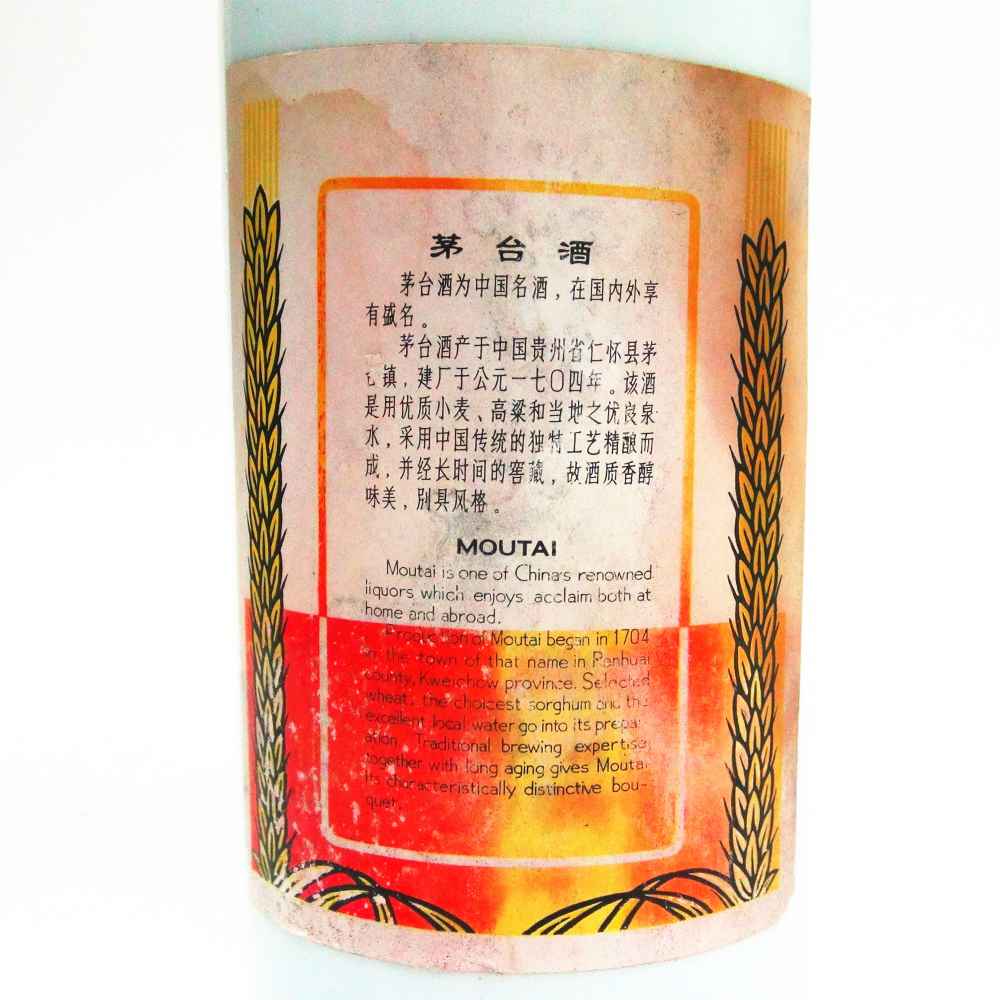 茅台酒
茅台酒为中国名酒，在国内外享
有盛名。
茅台酒产于中国贵州省仁怀县茅
镇，建厂于公元一七〇四年。该酒
是用优质小麦、高粱和当地之优良泉
水，采用中国传统的独特工艺精酿而
成，并经长时间的窖藏，故酒质香醇
味美，别具风格。
MOUTAI
Moutai is one of China's renowned
liquors which enjoys acclaim both at
home and abroad.
Production of Moutai began in 1704
in the town of that name in Renhuai
county, Kweichow province. Selected
wheat, the choicest sorghum and the
excellent local water go into its prepar-
ation. Traditional brewing expertise
together with long aging gives Moutai
its characteristically distinctive bou-
quet.